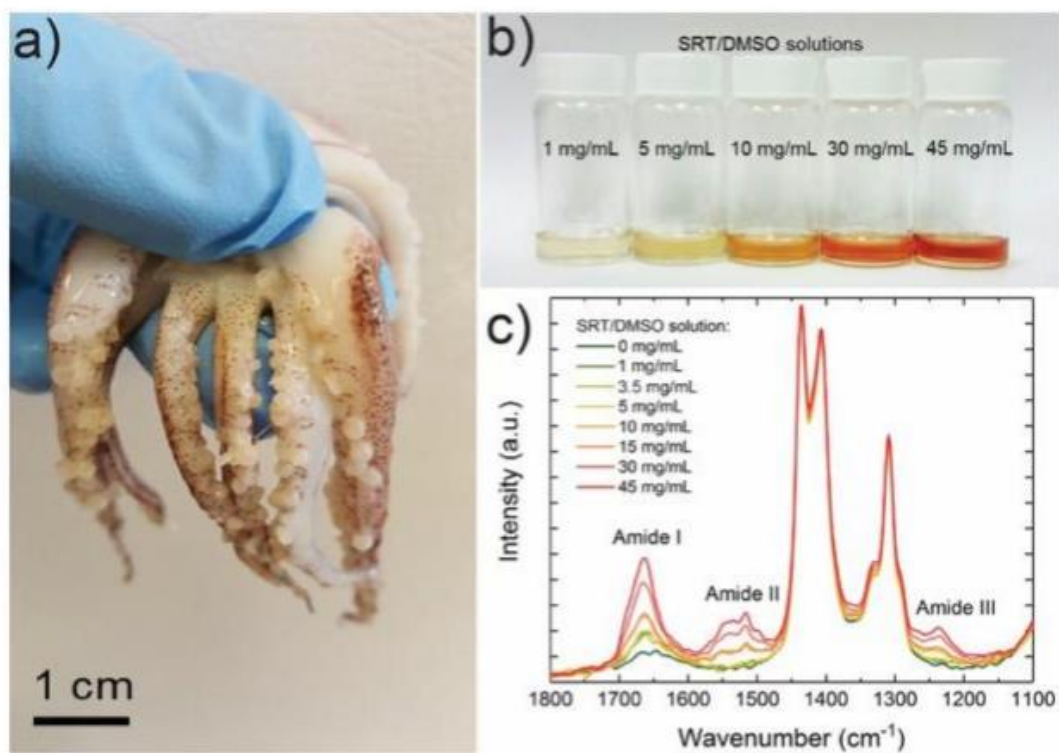 a)
1 cm
b)
SRT/DMSO solutions
1 mg/mL 5 mg/mL 10 mg/mL 30 mg/mL 45 mg/mL
c)
SRT/DMSO solution:
0 mg/mL
1 mg/mL
3.5 mg/mL
5 mg/mL
10 mg/mL
15 mg/mL
30 mg/mL
45 mg/mL
Amide I
Amide II
Amide III
Intensity (a.u.)
1800 1700 1600 1500 1400 1300 1200 1100
Wavenumber (cm⁻¹)